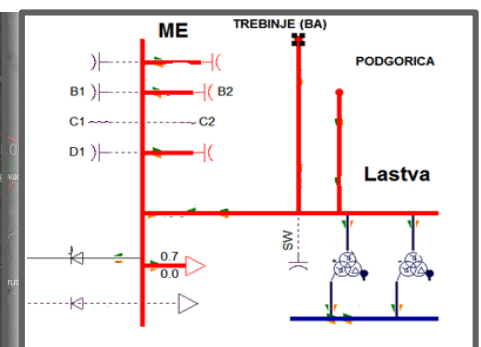 TREBINJE (BA)
ME
PODGORICA
B1
B2
C1
C2
D1
Lastva
SW
0.7
0.0